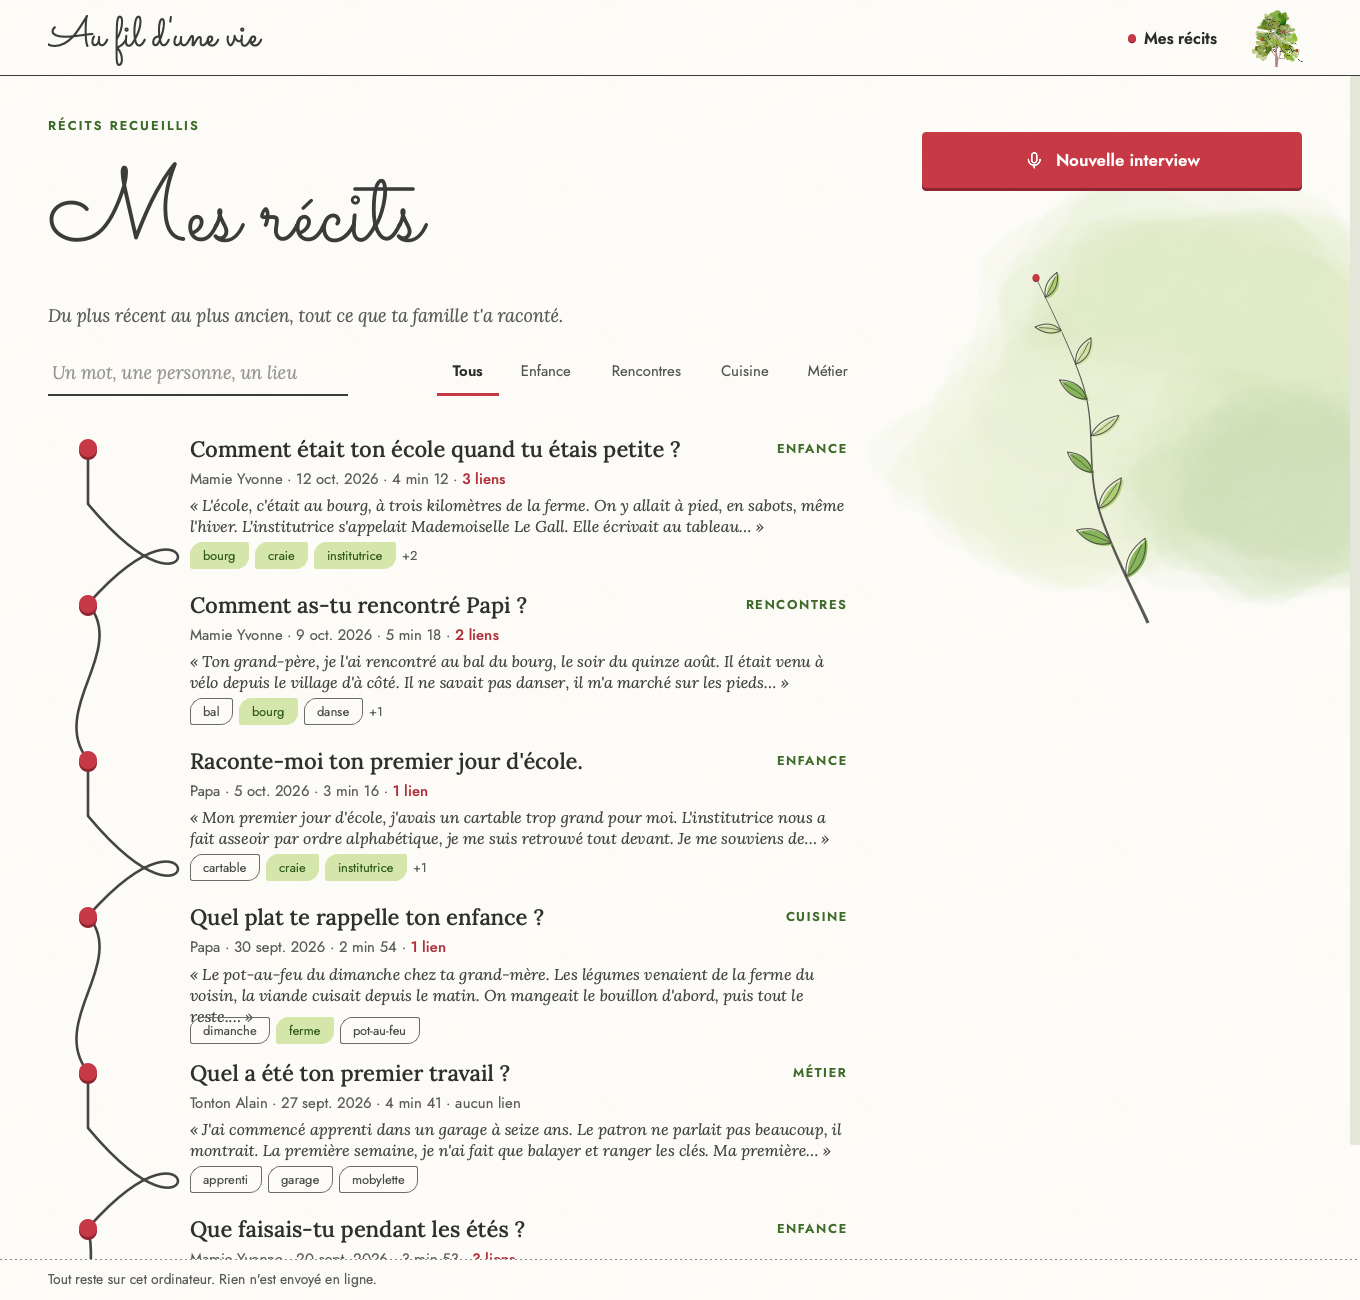 Au fil d'une vie
Mes récits
RÉCITS RECUEILLIS
Nouvelle interview
Mes récits
Du plus récent au plus ancien, tout ce que ta famille t'a raconté.
Un mot, une personne, un lieu
Tous Enfance Rencontres Cuisine Métier
Comment était ton école quand tu étais petite ? ENFANCE
Mamie Yvonne · 12 oct. 2026 · 4 min 12 · 3 liens
« L'école, c'était au bourg, à trois kilomètres de la ferme. On y allait à pied, en sabots, même
l'hiver. L'institutrice s'appelait Mademoiselle Le Gall. Elle écrivait au tableau… »
bourg craie institutrice +2
Comment as-tu rencontré Papi ? RENCONTRES
Mamie Yvonne · 9 oct. 2026 · 5 min 18 · 2 liens
« Ton grand-père, je l'ai rencontré au bal du bourg, le soir du quinze août. Il était venu à
vélo depuis le village d'à côté. Il ne savait pas danser, il m'a marché sur les pieds… »
bal bourg danse +1
Raconte-moi ton premier jour d'école. ENFANCE
Papa · 5 oct. 2026 · 3 min 16 · 1 lien
« Mon premier jour d'école, j'avais un cartable trop grand pour moi. L'institutrice nous a
fait asseoir par ordre alphabétique, je me suis retrouvé tout devant. Je me souviens de… »
cartable craie institutrice +1
Quel plat te rappelle ton enfance ? CUISINE
Papa · 30 sept. 2026 · 2 min 54 · 1 lien
« Le pot-au-feu du dimanche chez ta grand-mère. Les légumes venaient de la ferme du
voisin, la viande cuisait depuis le matin. On mangeait le bouillon d'abord, puis tout le
reste.… »
dimanche ferme pot-au-feu
Quel a été ton premier travail ? MÉTIER
Tonton Alain · 27 sept. 2026 · 4 min 41 · aucun lien
« J'ai commencé apprenti dans un garage à seize ans. Le patron ne parlait pas beaucoup, il
montrait. La première semaine, je n'ai fait que balayer et ranger les clés. Ma première… »
apprenti garage mobylette
Que faisais-tu pendant les étés ? ENFANCE
Mamie Yvonne · 20 sept. 2026 · 3 min 53 · 3 liens
Tout reste sur cet ordinateur. Rien n'est envoyé en ligne.